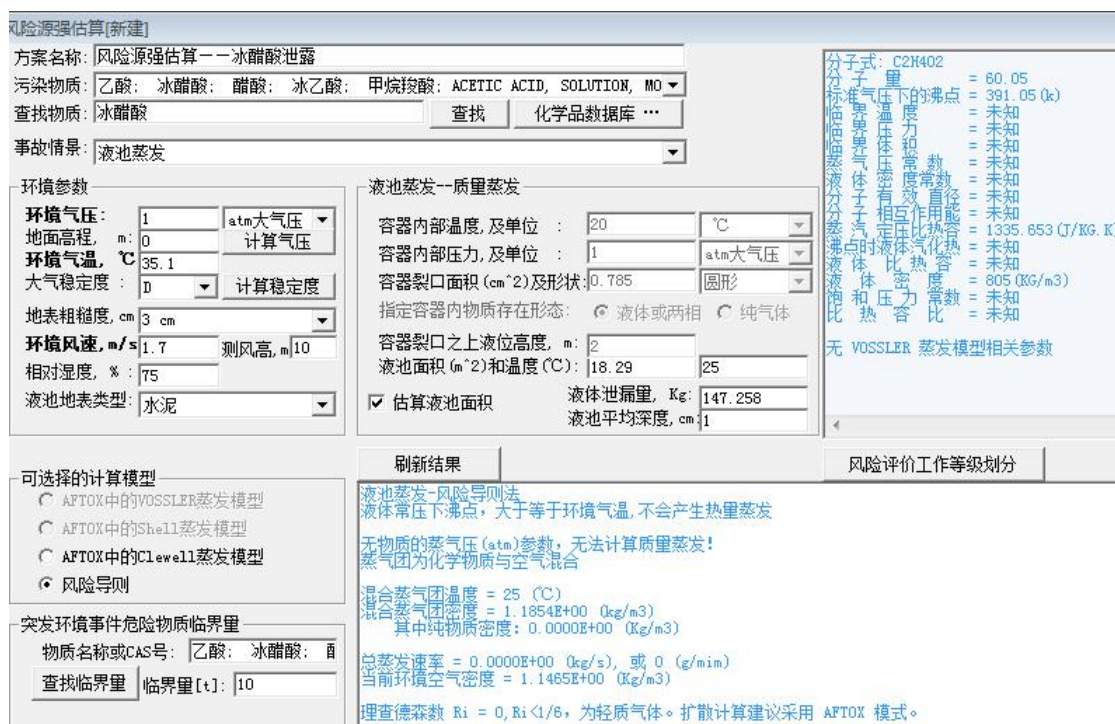 风险源强估算[新建]
方案名称: 风险源强估算－－冰醋酸泄露
污染物质: 乙酸; 冰醋酸; 醋酸; 冰乙酸; 甲烷羧酸; ACETIC ACID, SOLUTION, MO
查找物质: 冰醋酸 查找 化学品数据库 …
事故情景: 液池蒸发
环境参数
环境气压: 1 atm大气压
地面高程, m: 0 计算气压
环境气温, ℃ 35.1
大气稳定度 : D 计算稳定度
地表粗糙度, cm 3 cm
环境风速, m/s 1.7 测风高, m 10
相对湿度, % : 75
液池地表类型: 水泥
液池蒸发--质量蒸发
容器内部温度,及单位 : 20 ℃
容器内部压力,及单位 : 1 atm大气压
容器裂口面积(cm^2)及形状: 0.785 圆形
指定容器内物质存在形态: 液体或两相 纯气体
容器裂口之上液位高度, m: 2
液池面积(m^2)和温度(℃): 18.29 25
估算液池面积 液体泄漏量, Kg: 147.258
液池平均深度, cm: 1
分子式: C2H4O2
分 子 量 = 60.05
标准气压下的沸点 = 391.05(k)
临 界 温 度 = 未知
临 界 压 力 = 未知
临 界 体 积 = 未知
蒸 气 压 常 数 = 未知
液 体 密 度 常数 = 未知
分 子 有 效 直径 = 未知
分 子 相互作用能 = 未知
蒸 汽 定压比热容 = 1335.653(J/KG.K)
沸点时液体汽化热 = 未知
液 体 比 热 容 = 未知
液 体 密 度 = 805(KG/m3)
饱 和 压 力 常数 = 未知
比 热 容 比 = 未知
无 VOSSLER 蒸发模型相关参数
刷新结果 风险评价工作等级划分
可选择的计算模型
AFTOX中的VOSSLER蒸发模型
AFTOX中的Shell蒸发模型
AFTOX中的Clewell蒸发模型
风险导则
突发环境事件危险物质临界量
物质名称或CAS号: 乙酸; 冰醋酸;
查找临界量 临界量[t]: 10
液池蒸发-风险导则法
液体常压下沸点，大于等于环境气温,不会产生热量蒸发
无物质的蒸气压(atm)参数，无法计算质量蒸发!
蒸气团为化学物质与空气混合
混合蒸气团温度 = 25 (℃)
混合蒸气团密度 = 1.1854E+00 (kg/m3)
其中纯物质密度: 0.0000E+00 (Kg/m3)
总蒸发速率 = 0.0000E+00 (kg/s), 或 0 (g/min)
当前环境空气密度 = 1.1465E+00 (Kg/m3)
理查德森数 Ri = 0,Ri<1/6，为轻质气体。扩散计算建议采用 AFTOX 模式。